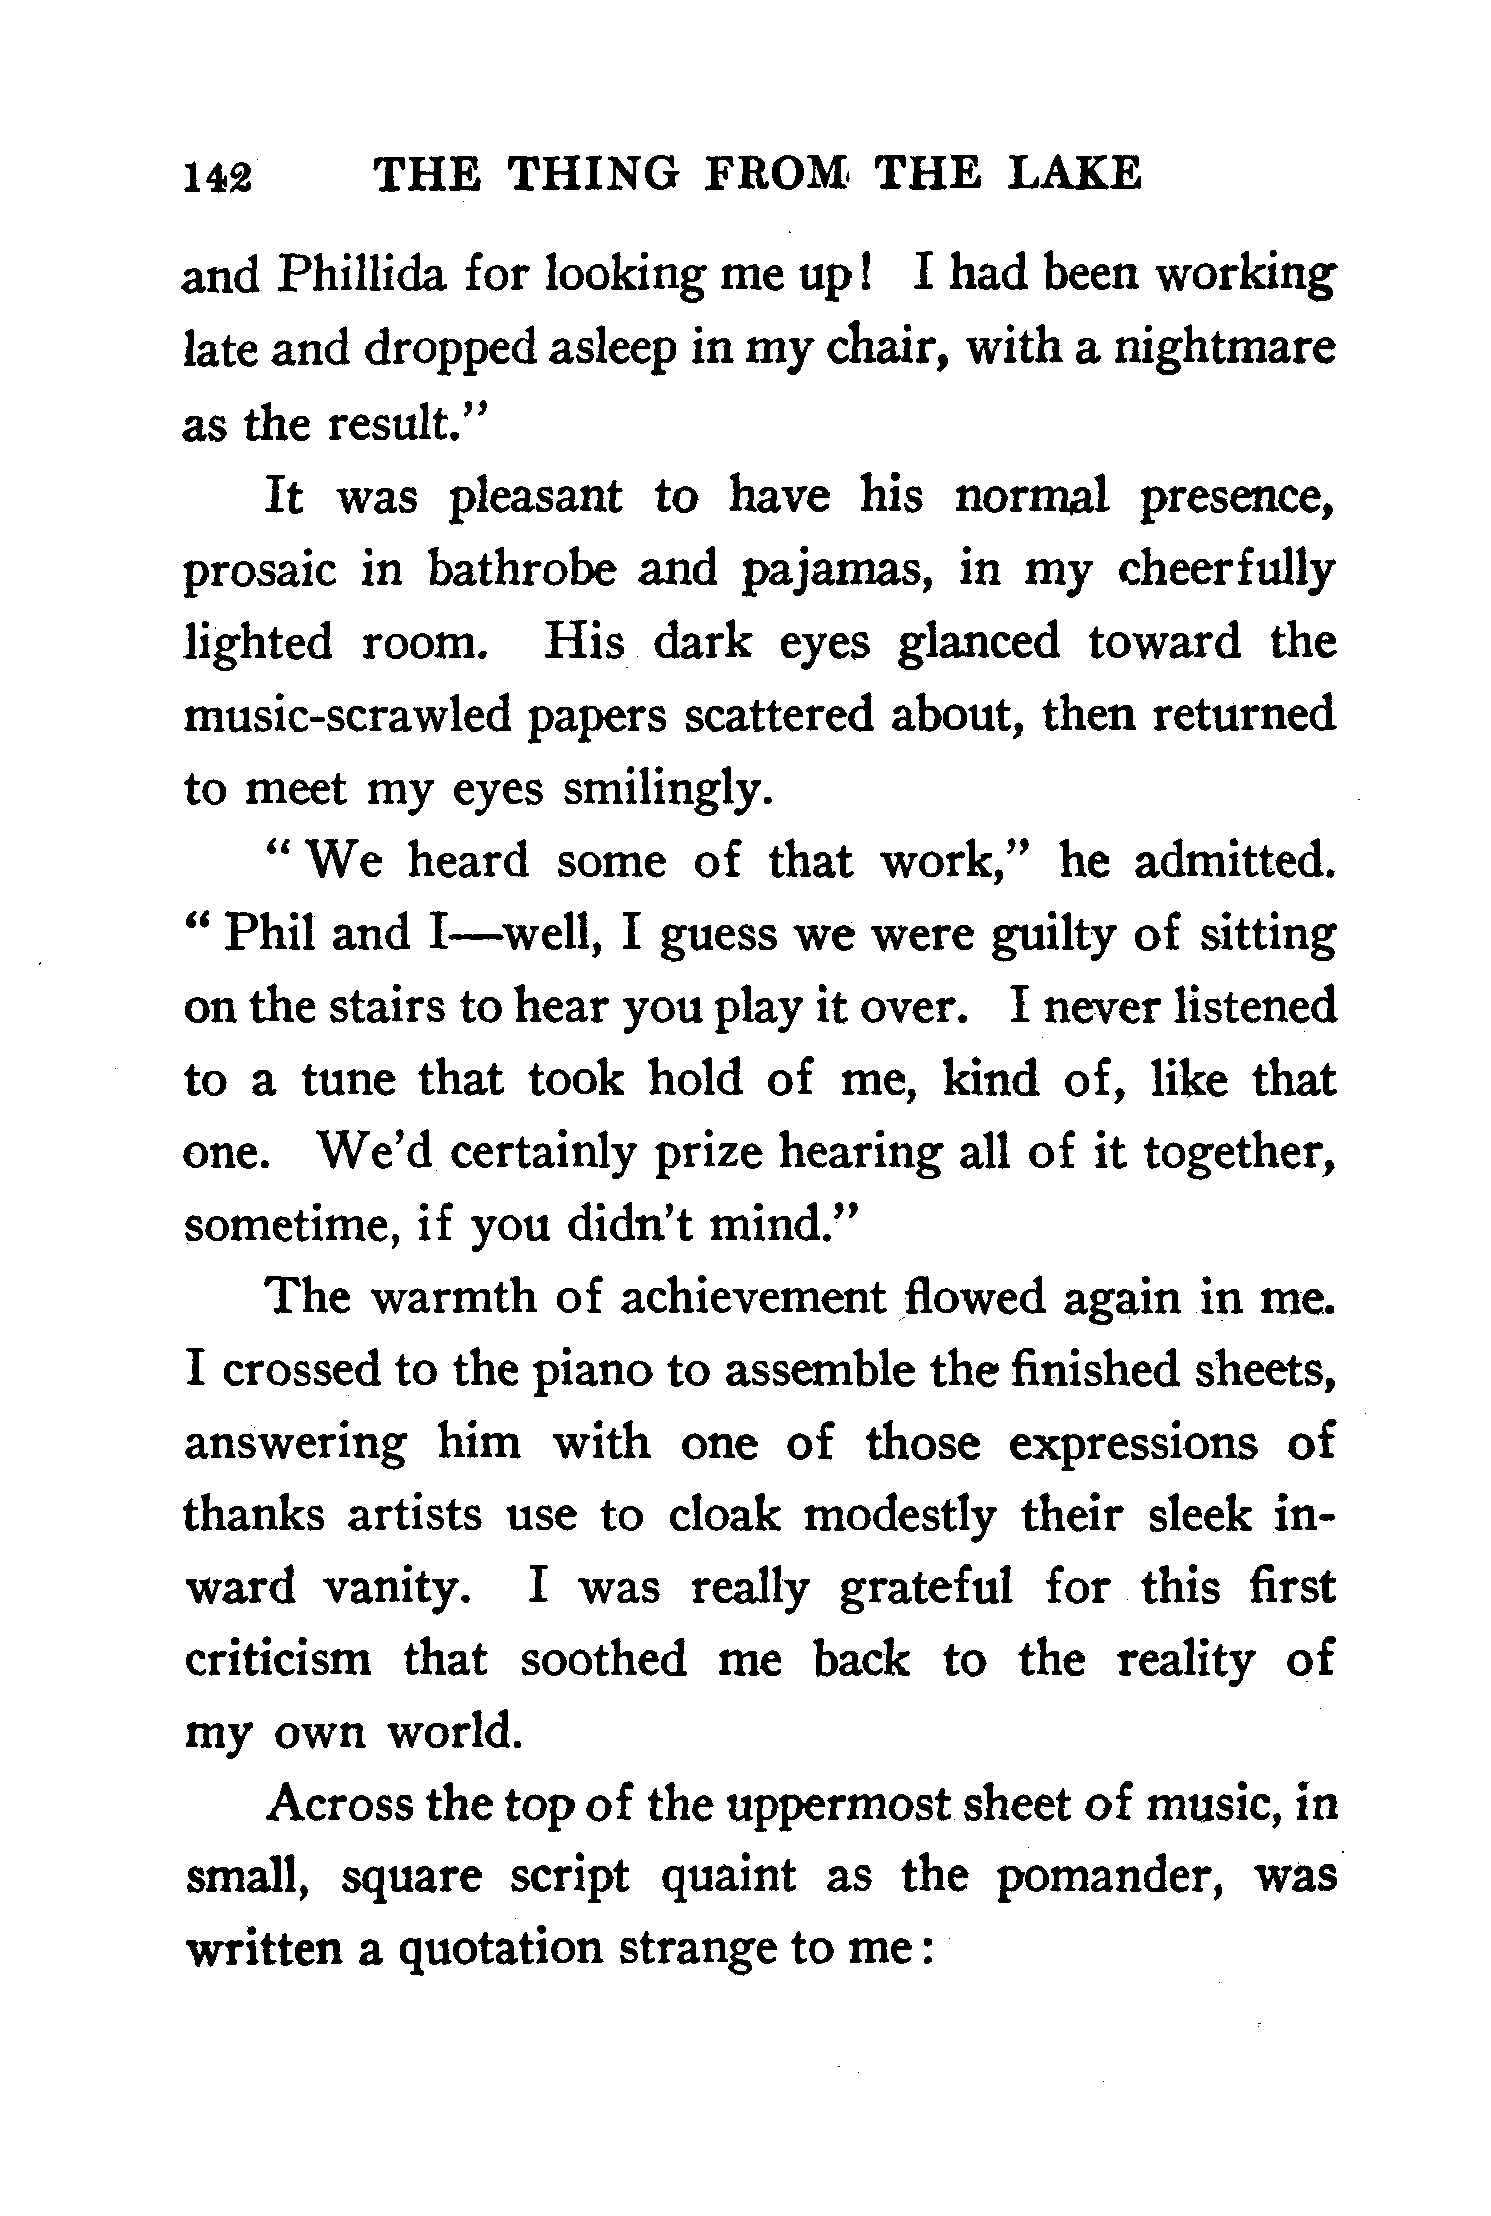 142 THE THING FROM THE LAKE
and Phillida for looking me up! I had been working
late and dropped asleep in my chair, with a nightmare
as the result.”
It was pleasant to have his normal presence,
prosaic in bathrobe and pajamas, in my cheerfully
lighted room. His dark eyes glanced toward the
music-scrawled papers scattered about, then returned
to meet my eyes smilingly.
“ We heard some of that work,” he admitted.
“ Phil and I—well, I guess we were guilty of sitting
on the stairs to hear you play it over. I never listened
to a tune that took hold of me, kind of, like that
one. We’d certainly prize hearing all of it together,
sometime, if you didn’t mind.”
The warmth of achievement flowed again in me.
I crossed to the piano to assemble the finished sheets,
answering him with one of those expressions of
thanks artists use to cloak modestly their sleek in-
ward vanity. I was really grateful for this first
criticism that soothed me back to the reality of
my own world.
Across the top of the uppermost sheet of music, in
small, square script quaint as the pomander, was
written a quotation strange to me: